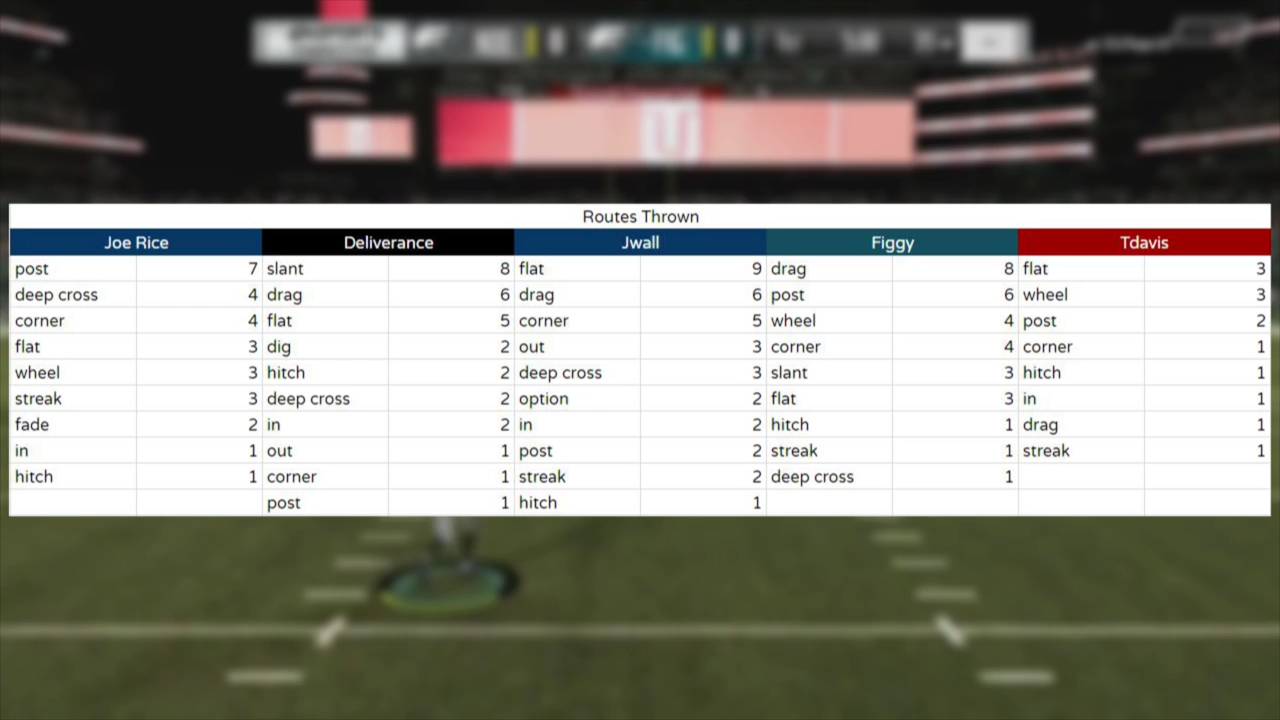 Routes Thrown
Joe Rice Deliverance Jwall Figgy Tdavis
post 7 slant 8 flat 9 drag 8 flat 3
deep cross 4 drag 6 drag 6 post 6 wheel 3
corner 4 flat 5 corner 5 wheel 4 post 2
flat 3 dig 2 out 3 corner 4 corner 1
wheel 3 hitch 2 deep cross 3 slant 3 hitch 1
streak 3 deep cross 2 option 2 flat 3 in 1
fade 2 in 2 in 2 hitch 1 drag 1
in 1 out 1 post 2 streak 1 streak 1
hitch 1 corner 1 streak 2 deep cross 1
post 1 hitch 1